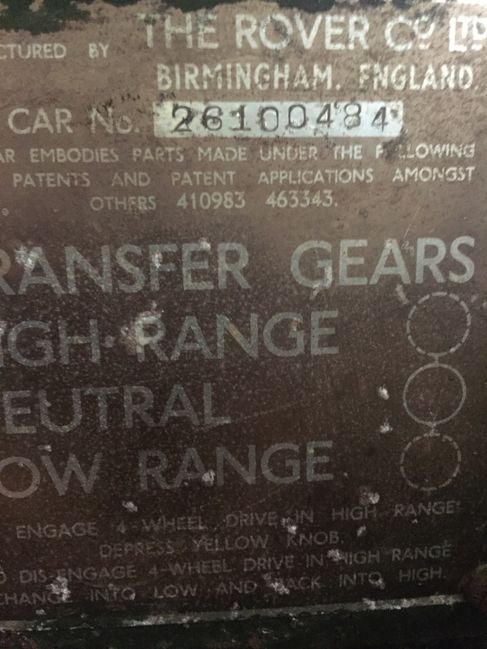 CTURED BY THE ROVER CO LTD
BIRMINGHAM. ENGLAND.
CAR No. 26100484
AR EMBODIES PARTS MADE UNDER THE FOLLOWING
PATENTS AND PATENT APPLICATIONS AMONGST
OTHERS 410983 463343.
RANSFER GEARS
IGH RANGE
EUTRAL
OW RANGE
ENGAGE 4-WHEEL DRIVE IN HIGH RANGE
DEPRESS YELLOW KNOB.
O DIS-ENGAGE 4-WHEEL DRIVE IN HIGH RANGE
CHANGE INTO LOW AND BACK INTO HIGH.